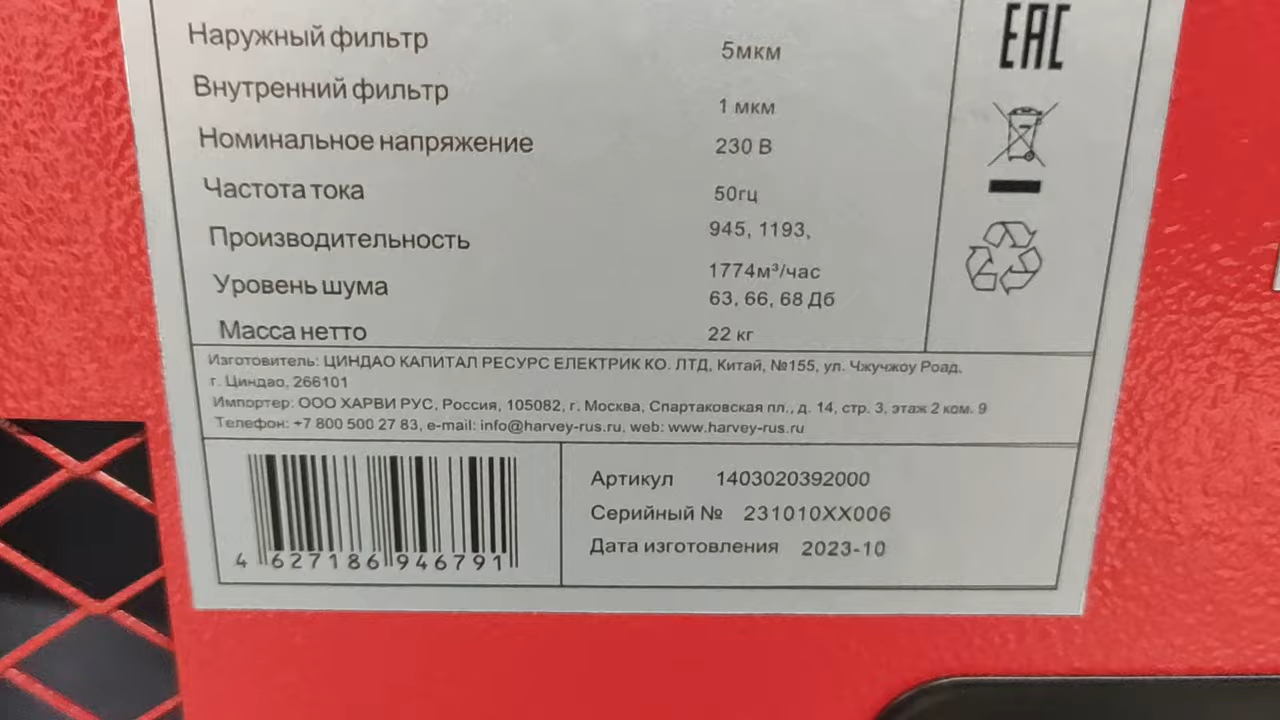 Наружный фильтр 5мкм
Внутренний фильтр 1 мкм
Номинальное напряжение 230 В
Частота тока 50гц
Производительность 945, 1193,
1774м³/час
Уровень шума 63, 66, 68 Дб
Масса нетто 22 кг
EAC
Изготовитель: ЦИНДАО КАПИТАЛ РЕСУРС ЕЛЕКТРИК КО. ЛТД, Китай, №155, ул. Чжучжоу Роад,
г. Циндао, 266101
Импортер: ООО ХАРВИ РУС, Россия, 105082, г. Москва, Спартаковская пл., д. 14, стр. 3, этаж 2 ком. 9
Телефон: +7 800 500 27 83, e-mail: info@harvey-rus.ru, web: www.harvey-rus.ru
4 627186 946791
Артикул 1403020392000
Серийный № 231010XX006
Дата изготовления 2023-10